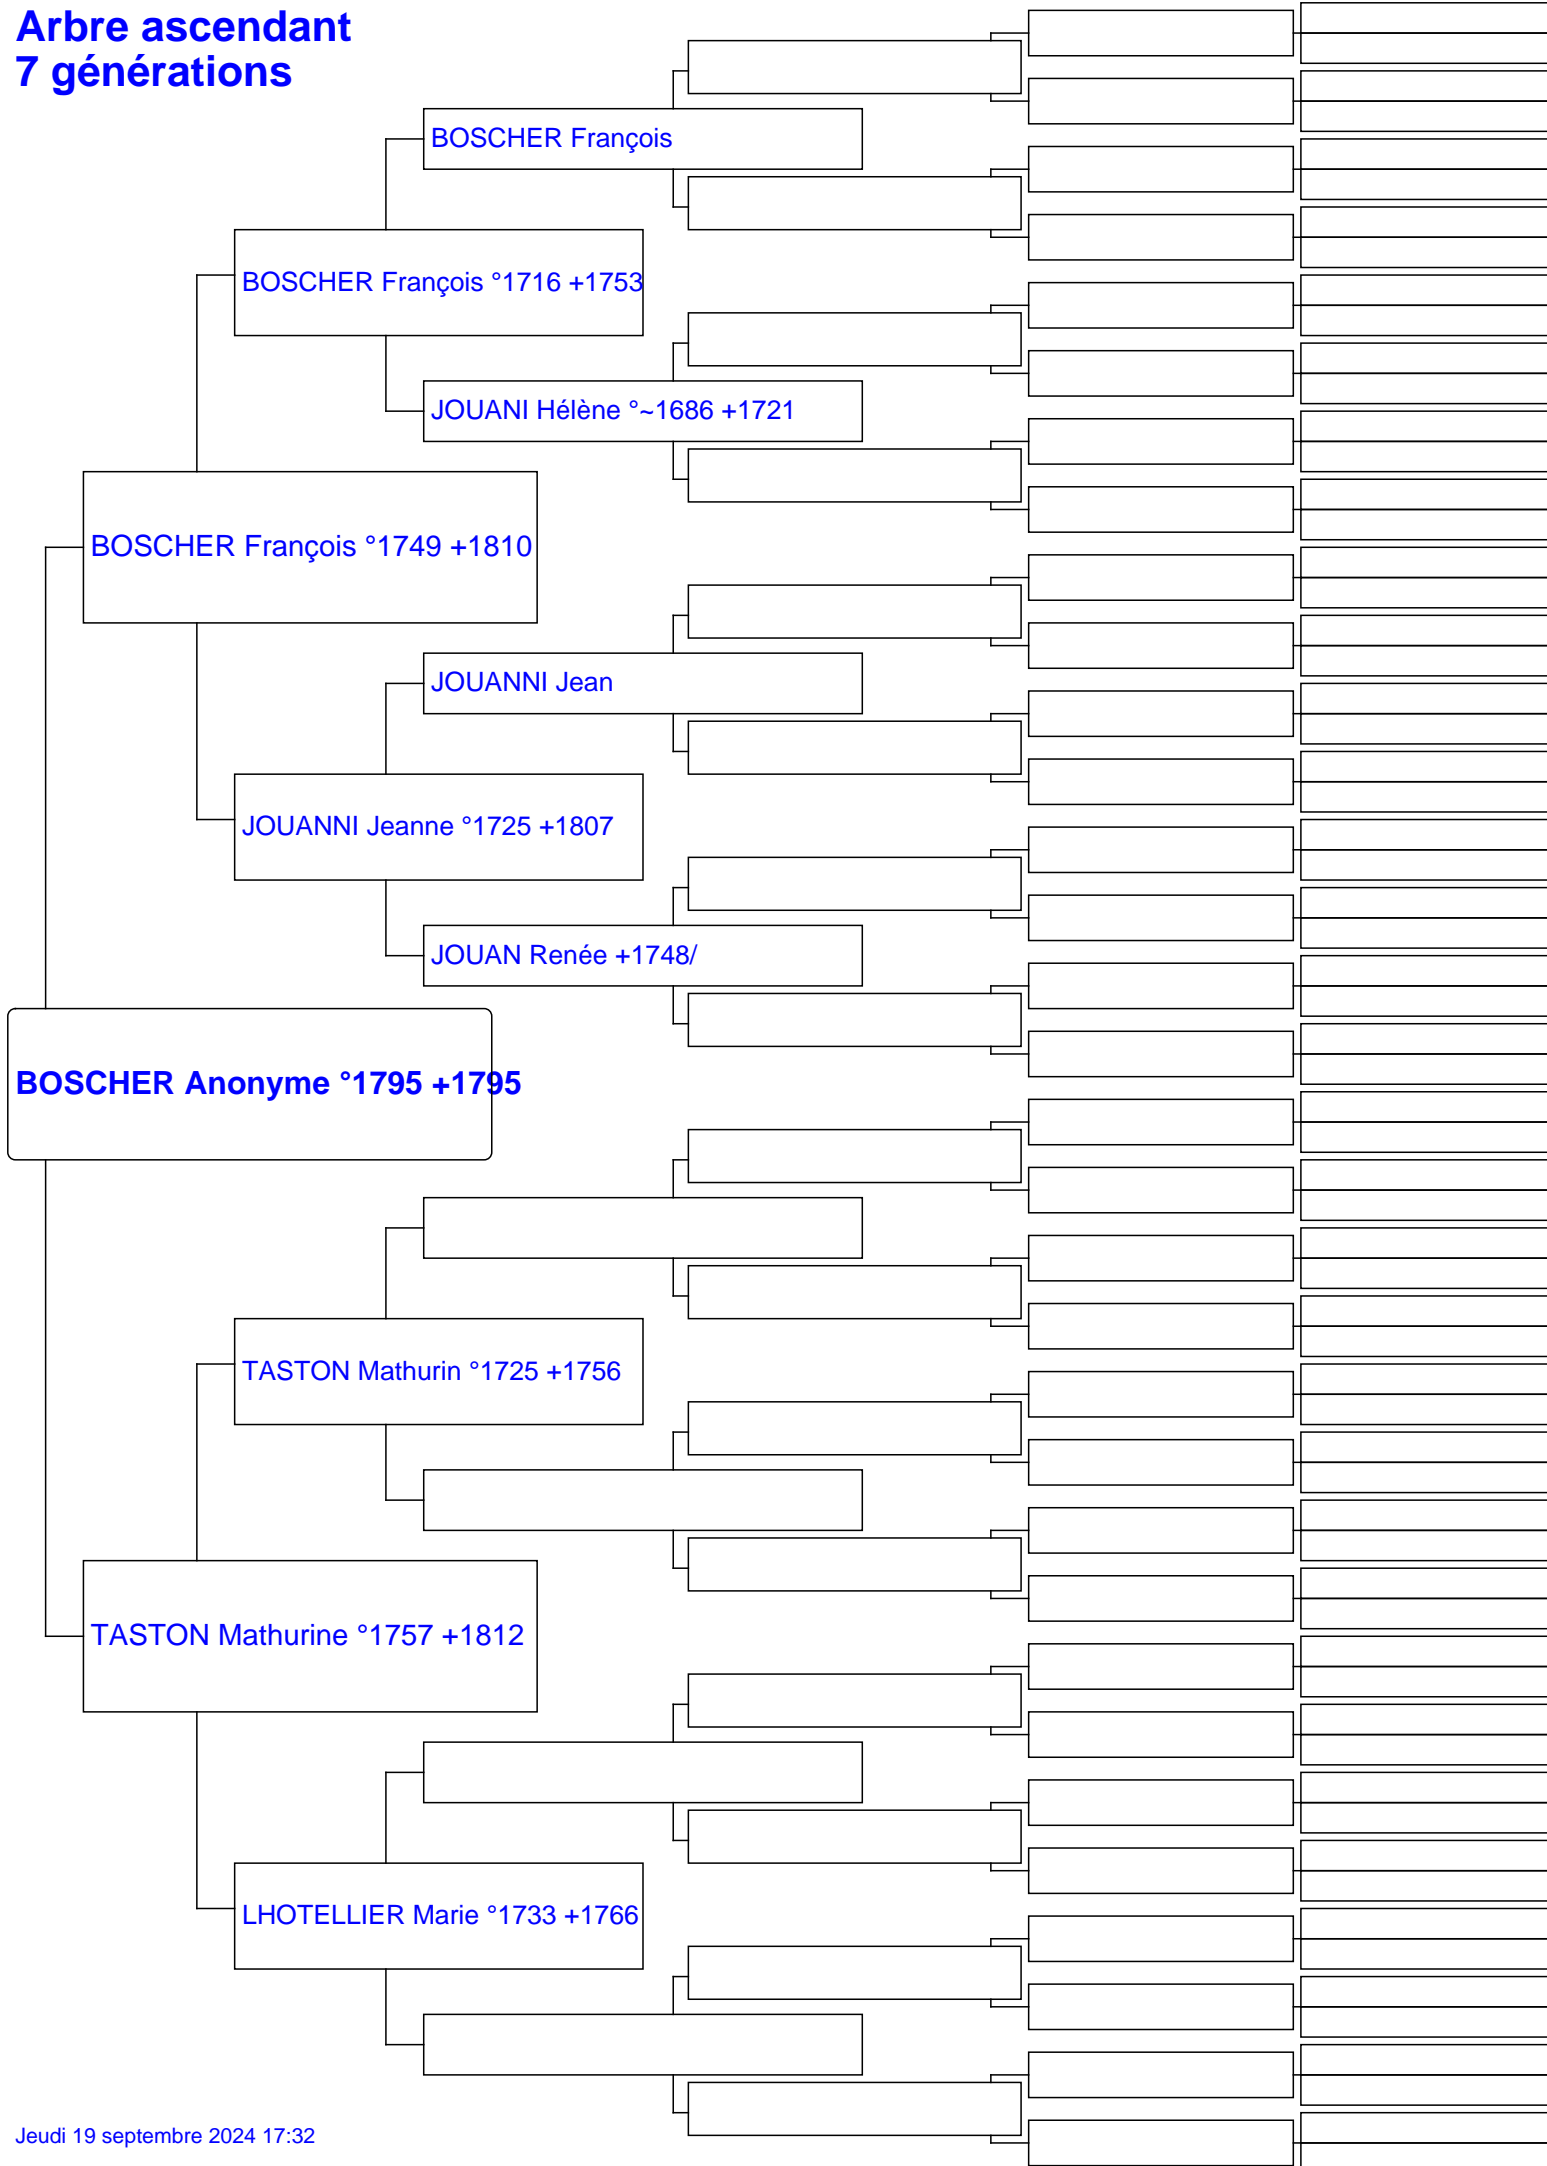 Arbre ascendant
7 générations
BOSCHER François
BOSCHER François °1716 +1753
JOUANI Hélène °~1686 +1721
BOSCHER François °1749 +1810
JOUANNI Jean
JOUANNI Jeanne °1725 +1807
JOUAN Renée +1748/
BOSCHER Anonyme °1795 +1795
TASTON Mathurin °1725 +1756
TASTON Mathurine °1757 +1812
LHOTELLIER Marie °1733 +1766
Jeudi 19 septembre 2024 17:32